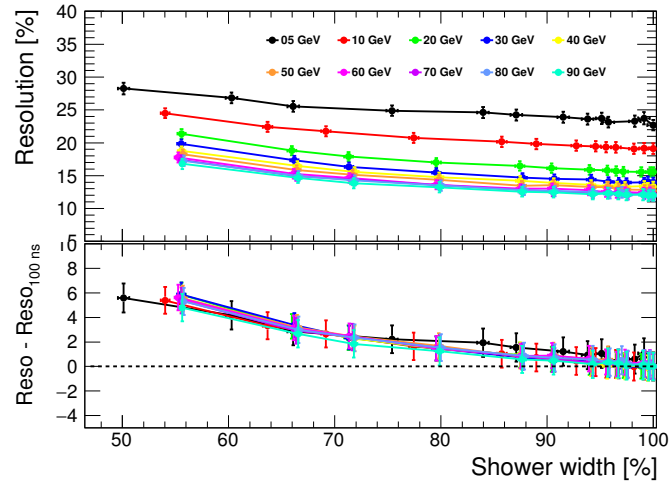 40
35
30
25
20
15
10
5
Resolution [%]
05 GeV 10 GeV 20 GeV 30 GeV 40 GeV
50 GeV 60 GeV 70 GeV 80 GeV 90 GeV
10
8
6
4
2
0
−2
−4
Reso - Reso100 ns
50 60 70 80 90 100
Shower width [%]